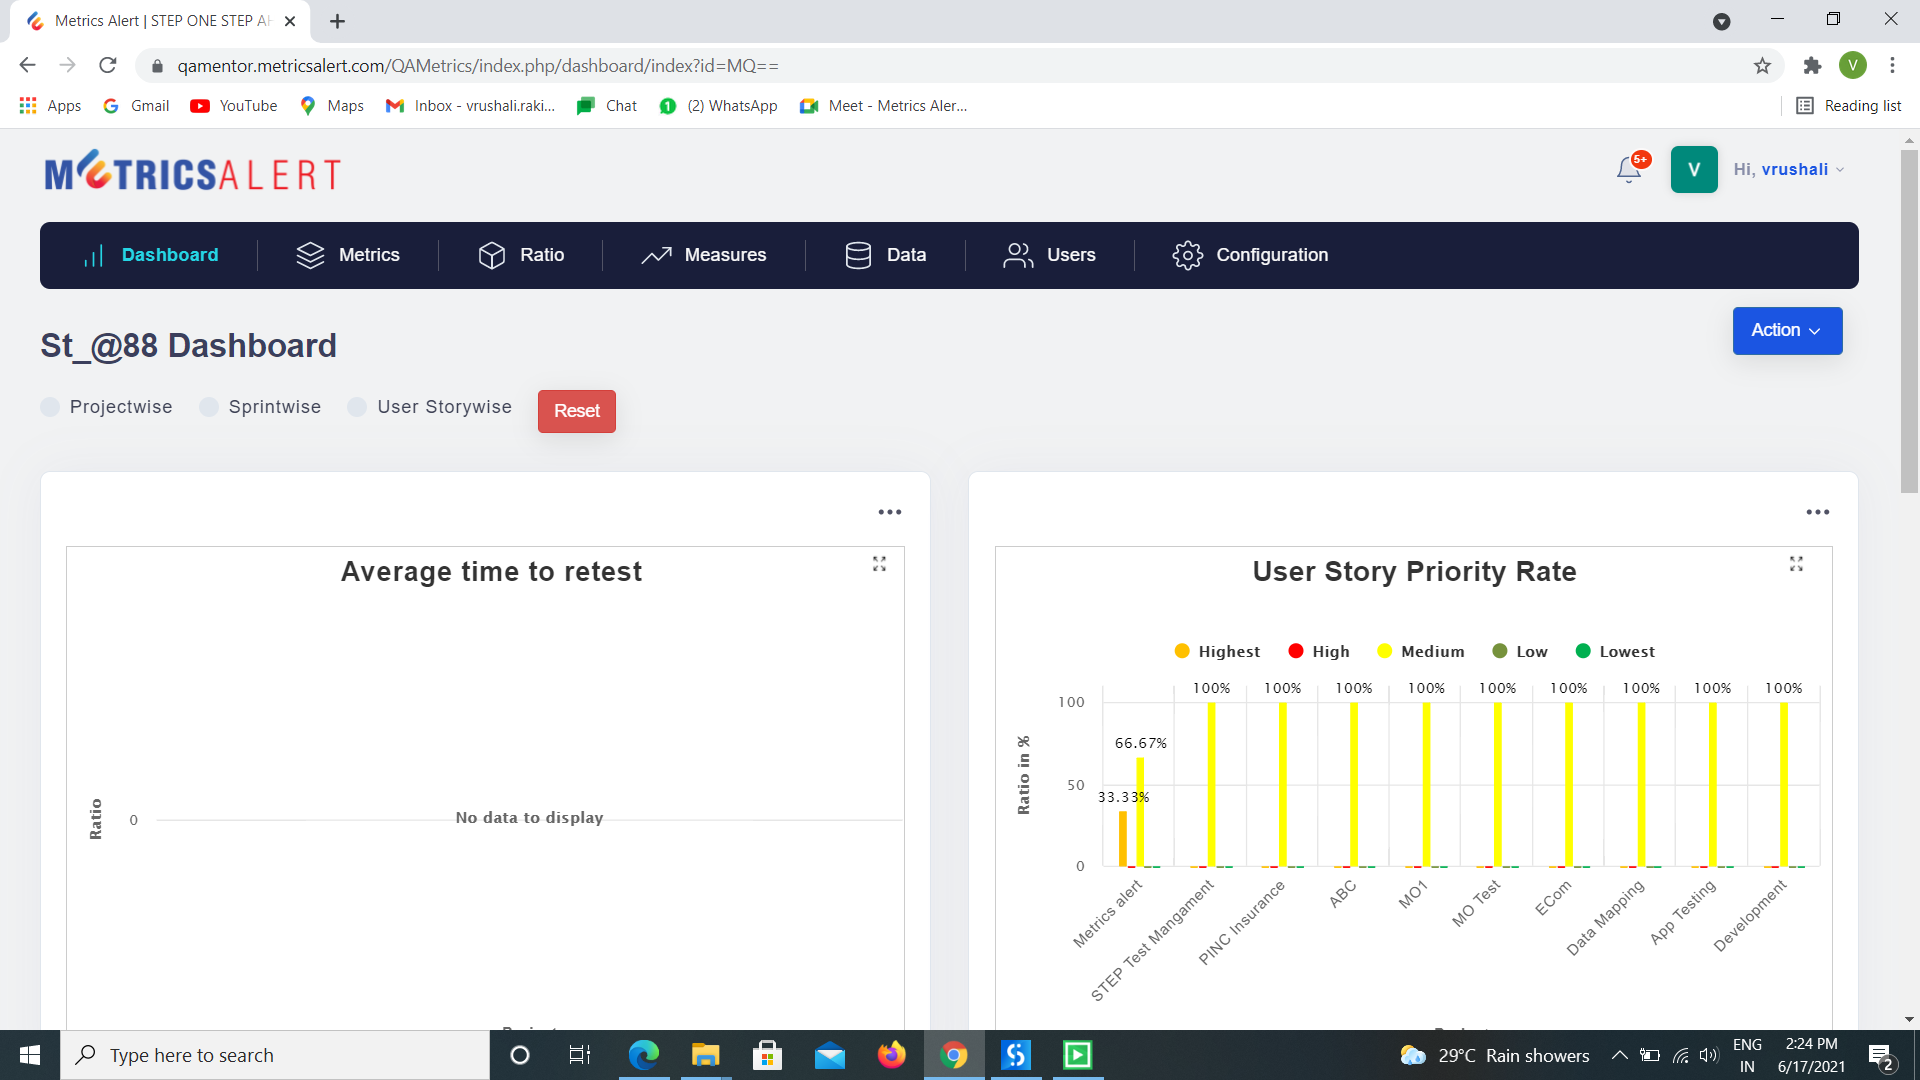 Metrics Alert | STEP ONE STEP AH
qamentor.metricsalert.com/QAMetrics/index.php/dashboard/index?id=MQ==
V
Apps
Gmail
YouTube
Maps
Inbox - vrushali.raki...
Chat
(2) WhatsApp
Meet - Metrics Aler...
Reading list
METRICSALERT
5+
V
Hi, vrushali
Dashboard
Metrics
Ratio
Measures
Data
Users
Configuration
St_@88 Dashboard
Action
Projectwise
Sprintwise
User Storywise
Reset
Average time to retest
Ratio
0
No data to display
User Story Priority Rate
Highest
High
Medium
Low
Lowest
100% 100% 100% 100% 100% 100% 100% 100% 100%
100
66.67%
50
33.33%
0
Ratio in %
Metrics alert
STEP Test Mangament
PINC Insurance
ABC
MO1
MO Test
ECom
Data Mapping
App Testing
Development
Type here to search
29°C Rain showers
ENG
IN
2:24 PM
6/17/2021
2